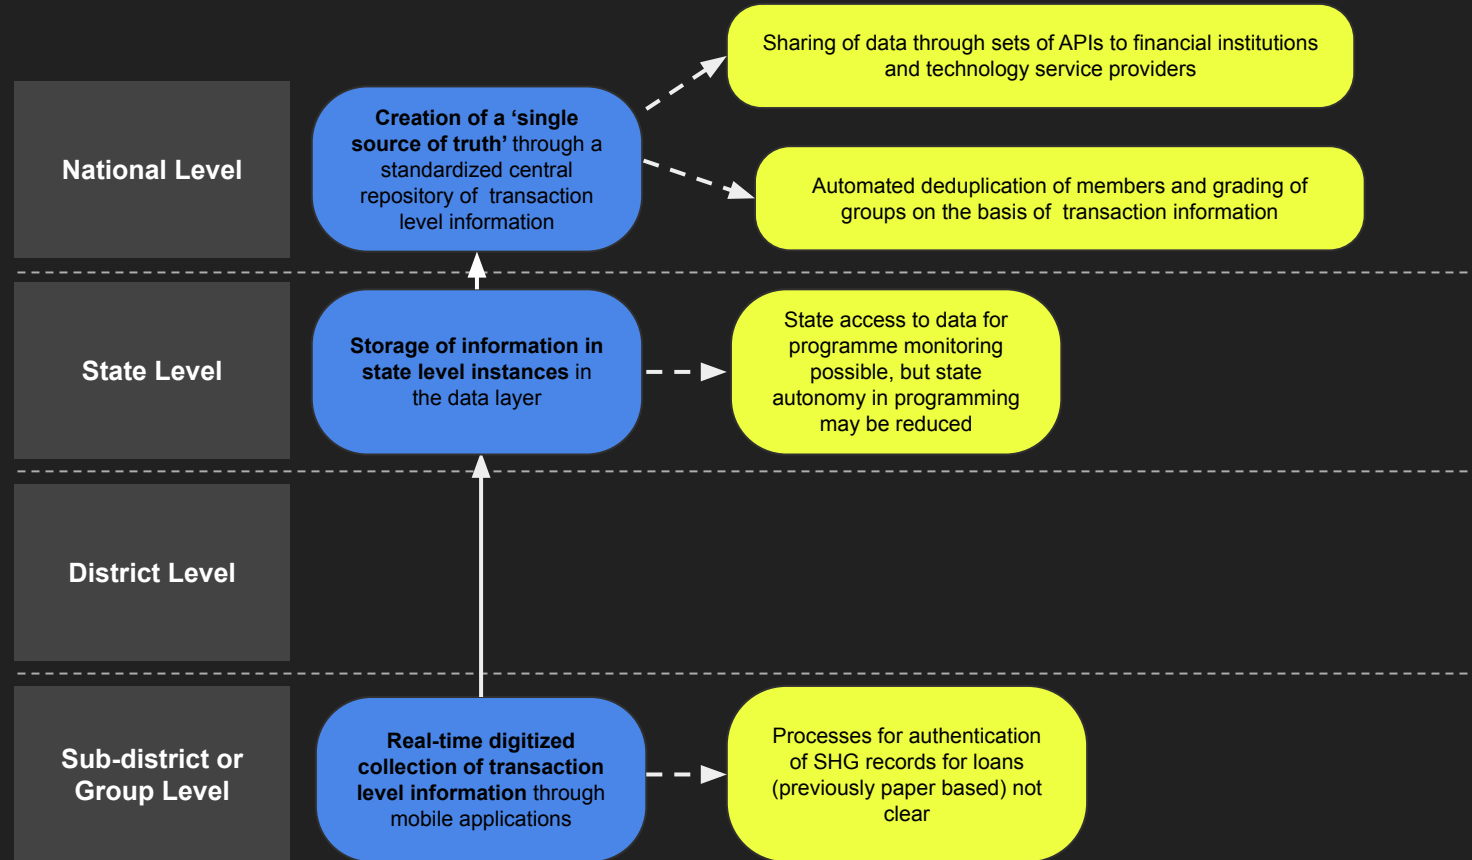 Sharing of data through sets of APIs to financial institutions
and technology service providers
National Level
Creation of a ‘single
source of truth’ through a
standardized central
repository of  transaction
level information
Automated deduplication of members and grading of
groups on the basis of  transaction information
State Level
Storage of information in
state level instances in
the data layer
State access to data for
programme monitoring
possible, but state
autonomy in programming
may be reduced
District Level
Sub-district or
Group Level
Real-time digitized
collection of transaction
level information through
mobile applications
Processes for authentication
of SHG records for loans
(previously paper based) not
clear